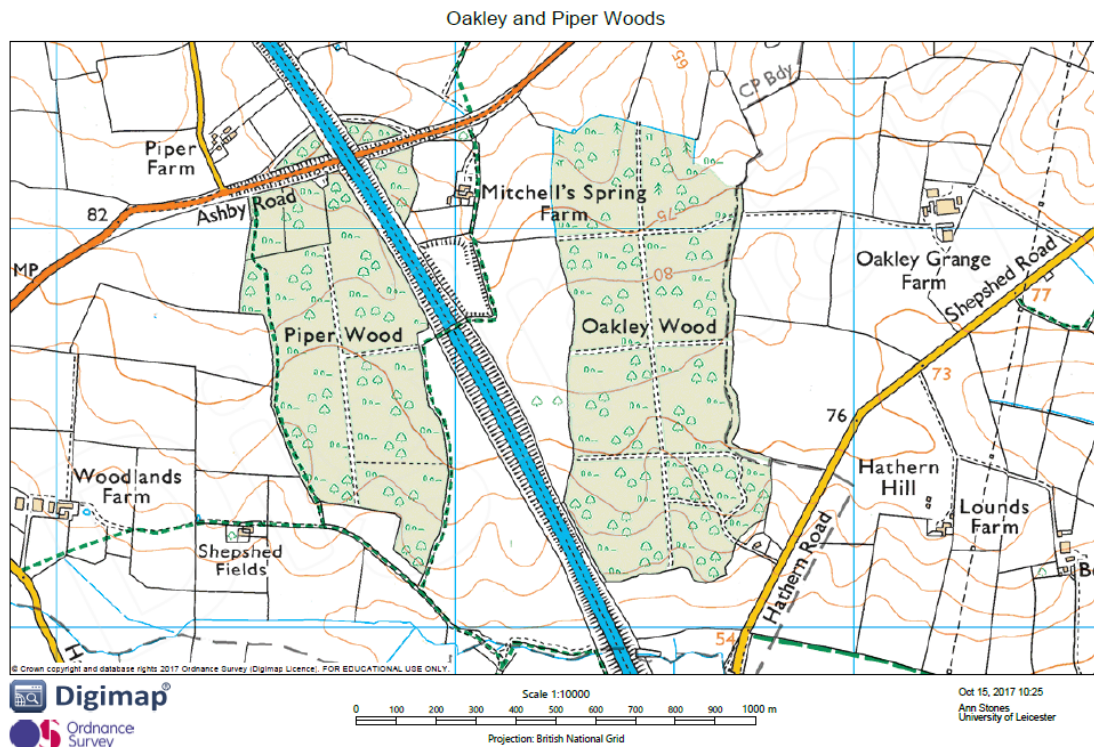 Oakley and Piper Woods
65
CP Bdy
Piper
Farm
Mitchell's Spring
Farm
82
Ashby Road
75
MP
Oakley Grange
Farm
Shepshed Road
77
80
Piper Wood
Oakley Wood
73
76
Woodlands
Farm
Hathern
Hill
Lounds
Farm
Shepshed
Fields
Hathern Road
Bo
54
H
© Crown copyright and database rights 2017 Ordnance Survey (Digimap Licence). FOR EDUCATIONAL USE ONLY.
Digimap®
Ordnance
Survey
Scale 1:10000
0 100 200 300 400 500 600 700 800 900 1000 m
Projection: British National Grid
Oct 15, 2017 10:25
Ann Stones
University of Leicester